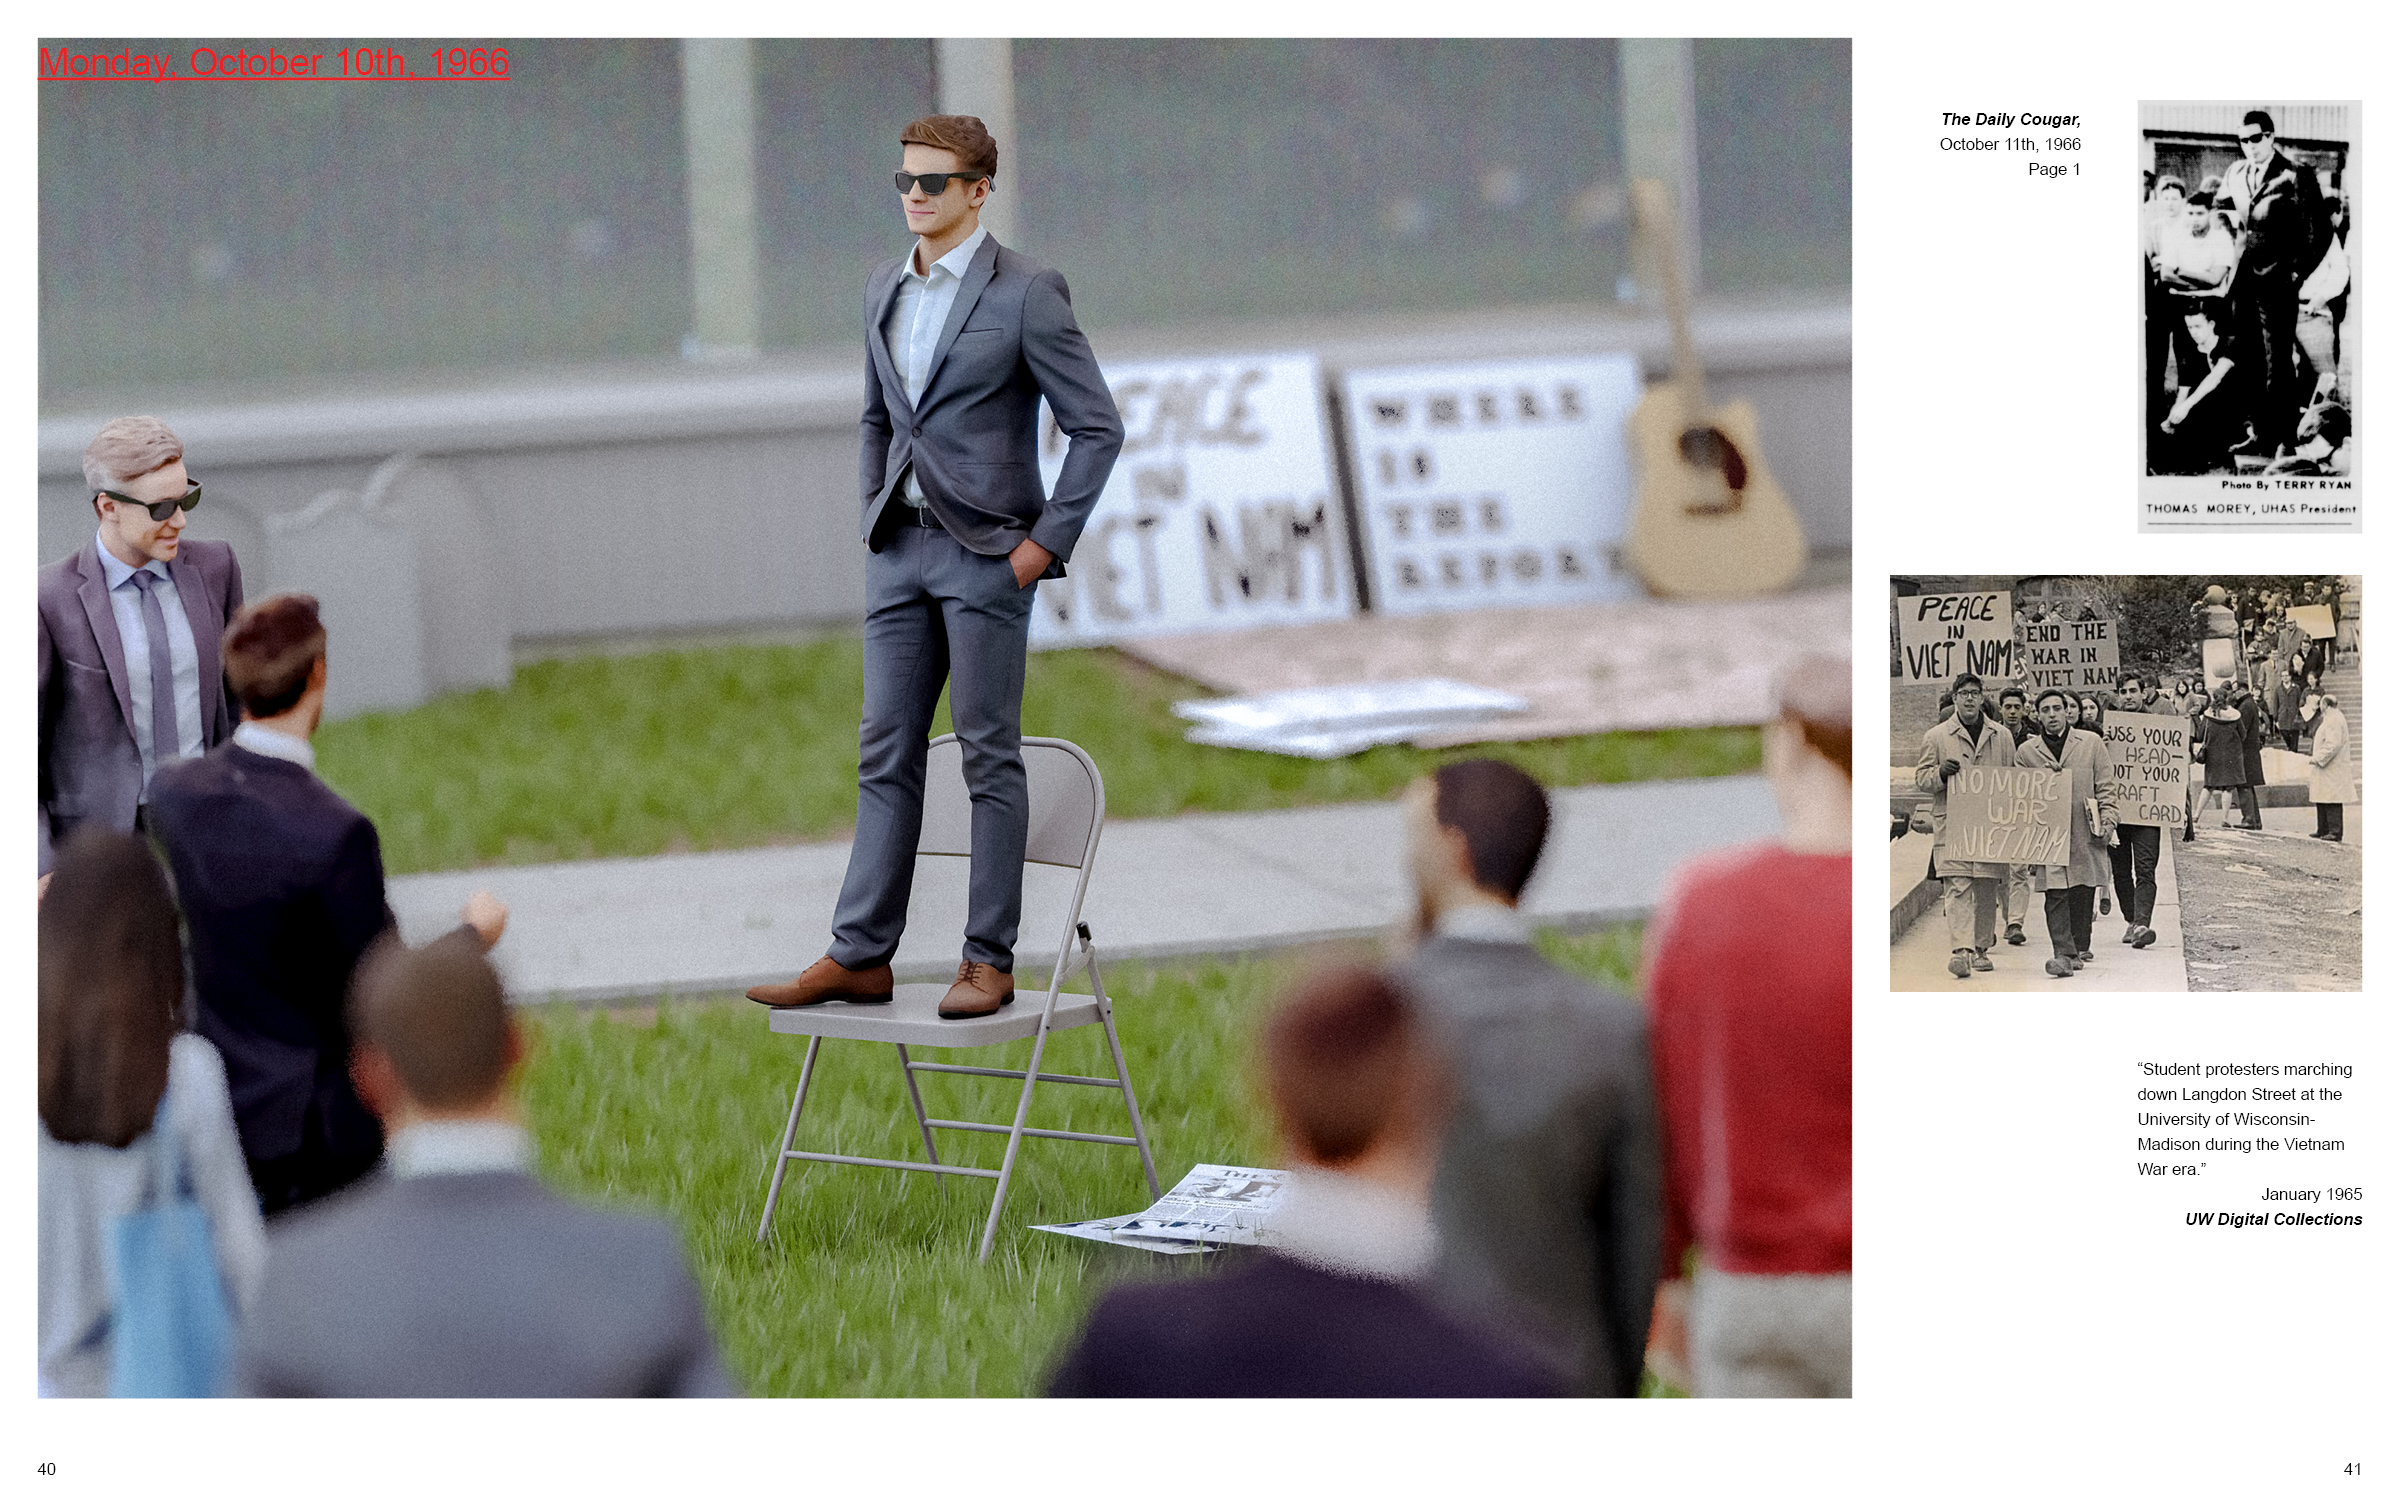 Monday, October 10th, 1966
PEACE
IN
VIET NAM
WHERE
IS
THE
REPORT
The Daily Cougar,
October 11th, 1966
Page 1
Photo By TERRY RYAN
THOMAS MOREY, UHAS President
PEACE
IN
VIET NAM
END THE
WAR IN
VIET NAM
USE YOUR
HEAD—
NOT YOUR
DRAFT
CARD
NO MORE
WAR
IN VIET NAM
“Student protesters marching
down Langdon Street at the
University of Wisconsin-
Madison during the Vietnam
War era.”
January 1965
UW Digital Collections
40
41